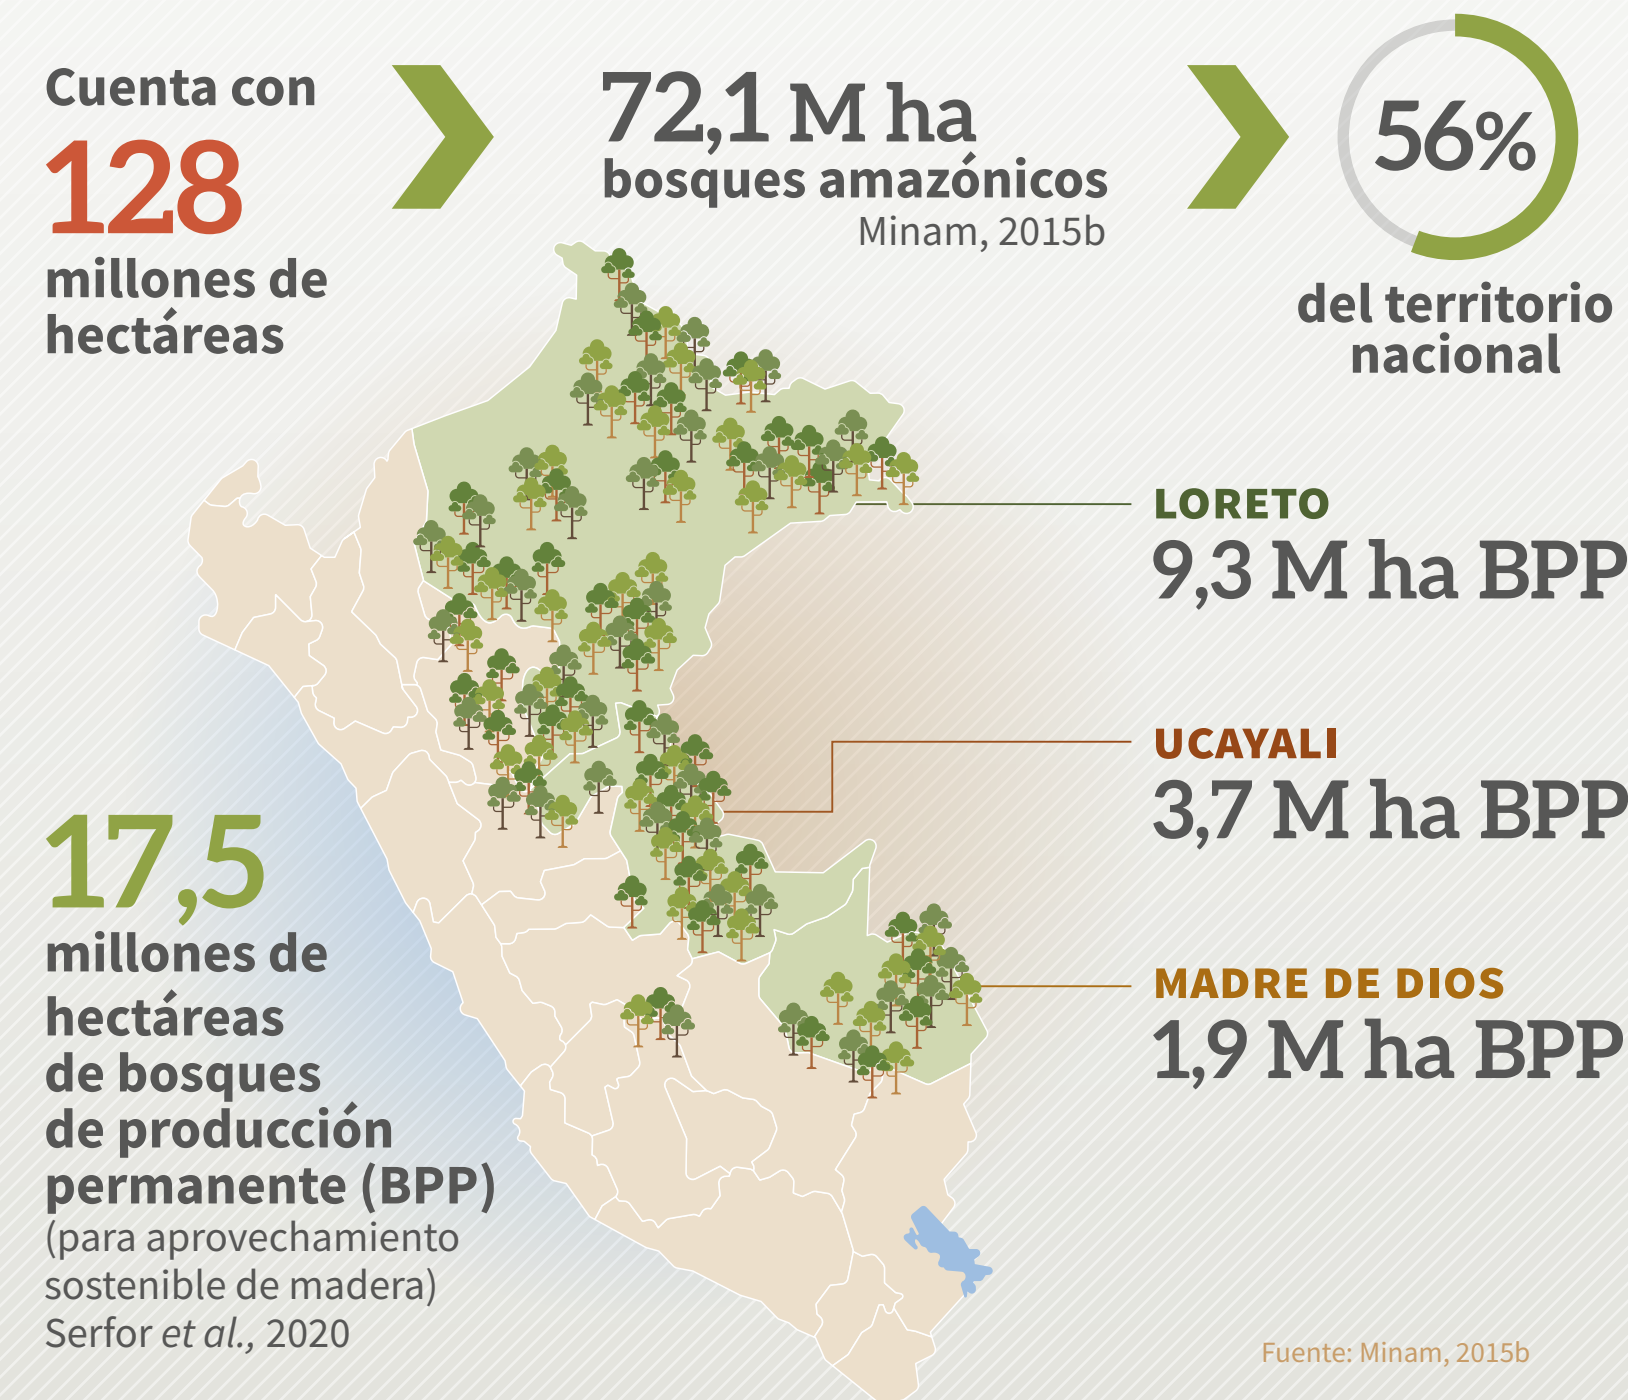 Cuenta con
128
millones de
hectáreas
72,1 M ha
bosques amazónicos
Minam, 2015b
56%
del territorio
nacional
LORETO
9,3 M ha BPP
UCAYALI
3,7 M ha BPP
MADRE DE DIOS
1,9 M ha BPP
17,5
millones de
hectáreas
de bosques
de producción
permanente (BPP)
(para aprovechamiento
sostenible de madera)
Serfor et al., 2020
Fuente: Minam, 2015b